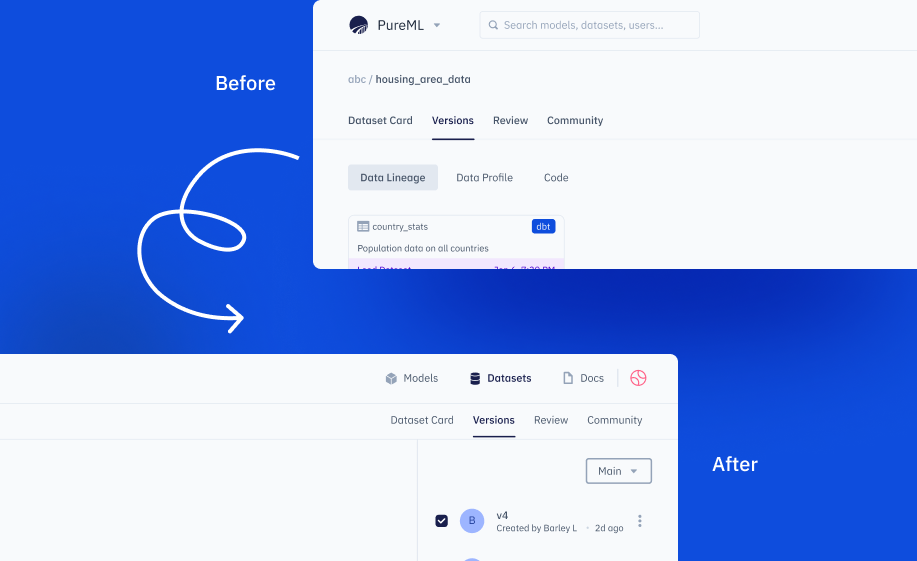 PureML
Search models, datasets, users...
Before
abc / housing_area_data
Dataset Card Versions Review Community
Data Lineage Data Profile Code
country_stats dbt
Population data on all countries
Load Dataset
Models Datasets Docs
Dataset Card Versions Review Community
After
Main
B v4
Created by Barley L 2d ago